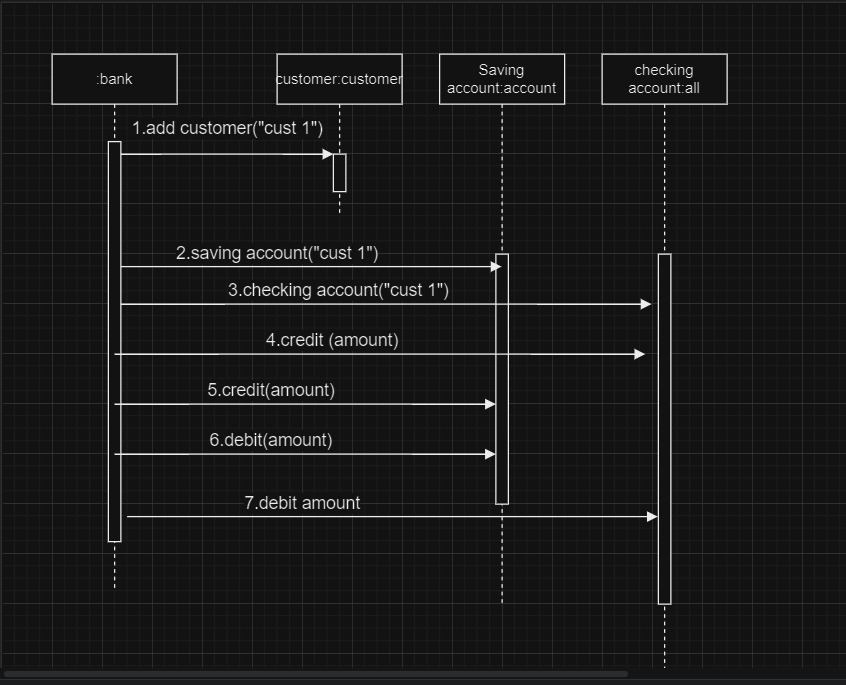 :bank
customer:customer
Saving
account:account
checking
account:all
1.add customer("cust 1")
2.saving account("cust 1")
3.checking account("cust 1")
4.credit (amount)
5.credit(amount)
6.debit(amount)
7.debit amount